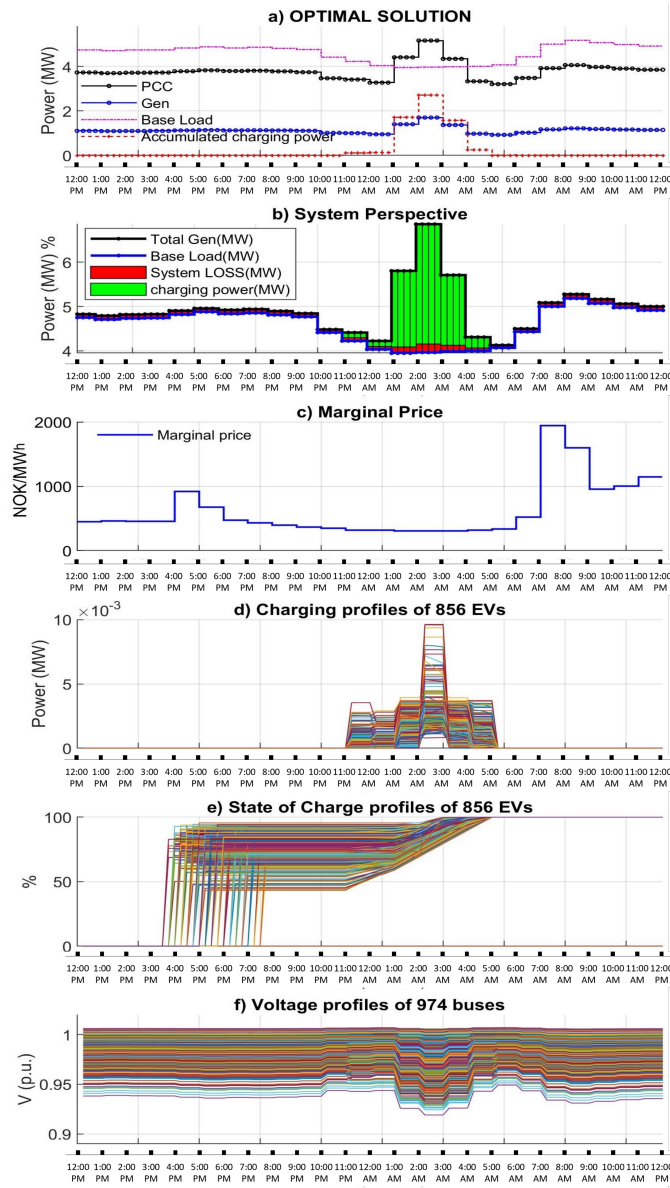 a) OPTIMAL SOLUTION
Power (MW)
4
2
0
PCC
Gen
Base Load
Accumulated charging power
12:00 1:00 2:00 3:00 4:00 5:00 6:00 7:00 8:00 9:00 10:00 11:00 12:00 1:00 2:00 3:00 4:00 5:00 6:00 7:00 8:00 9:00 10:00 11:00 12:00
PM PM PM PM PM PM PM PM PM PM PM PM AM AM AM AM AM AM AM AM AM AM AM AM PM
b) System Perspective
Power (MW) %
6
5
4
Total Gen(MW)
Base Load(MW)
System LOSS(MW)
charging power(MW)
12:00 1:00 2:00 3:00 4:00 5:00 6:00 7:00 8:00 9:00 10:00 11:00 12:00 1:00 2:00 3:00 4:00 5:00 6:00 7:00 8:00 9:00 10:00 11:00 12:00
PM PM PM PM PM PM PM PM PM PM PM PM AM AM AM AM AM AM AM AM AM AM AM AM PM
c) Marginal Price
NOK/MWh
2000
1000
0
Marginal price
12:00 1:00 2:00 3:00 4:00 5:00 6:00 7:00 8:00 9:00 10:00 11:00 12:00 1:00 2:00 3:00 4:00 5:00 6:00 7:00 8:00 9:00 10:00 11:00 12:00
PM PM PM PM PM PM PM PM PM PM PM PM AM AM AM AM AM AM AM AM AM AM AM AM PM
d) Charging profiles of 856 EVs
× 10⁻³
Power (MW)
10
5
0
12:00 1:00 2:00 3:00 4:00 5:00 6:00 7:00 8:00 9:00 10:00 11:00 12:00 1:00 2:00 3:00 4:00 5:00 6:00 7:00 8:00 9:00 10:00 11:00 12:00
PM PM PM PM PM PM PM PM PM PM PM PM AM AM AM AM AM AM AM AM AM AM AM AM PM
e) State of Charge profiles of 856 EVs
%
100
50
0
12:00 1:00 2:00 3:00 4:00 5:00 6:00 7:00 8:00 9:00 10:00 11:00 12:00 1:00 2:00 3:00 4:00 5:00 6:00 7:00 8:00 9:00 10:00 11:00 12:00
PM PM PM PM PM PM PM PM PM PM PM PM AM AM AM AM AM AM AM AM AM AM AM AM PM
f) Voltage profiles of 974 buses
V (p.u.)
1
0.95
0.9
12:00 1:00 2:00 3:00 4:00 5:00 6:00 7:00 8:00 9:00 10:00 11:00 12:00 1:00 2:00 3:00 4:00 5:00 6:00 7:00 8:00 9:00 10:00 11:00 12:00
PM PM PM PM PM PM PM PM PM PM PM PM AM AM AM AM AM AM AM AM AM AM AM AM PM